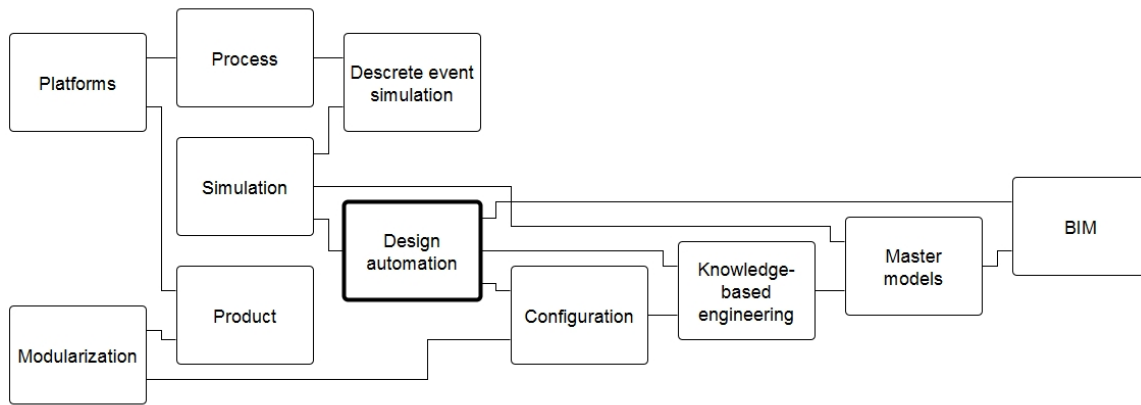 Platforms
Process
Descrete event
simulation
Simulation
Design
automation
Product
Modularization
Configuration
Knowledge-
based
engineering
Master
models
BIM